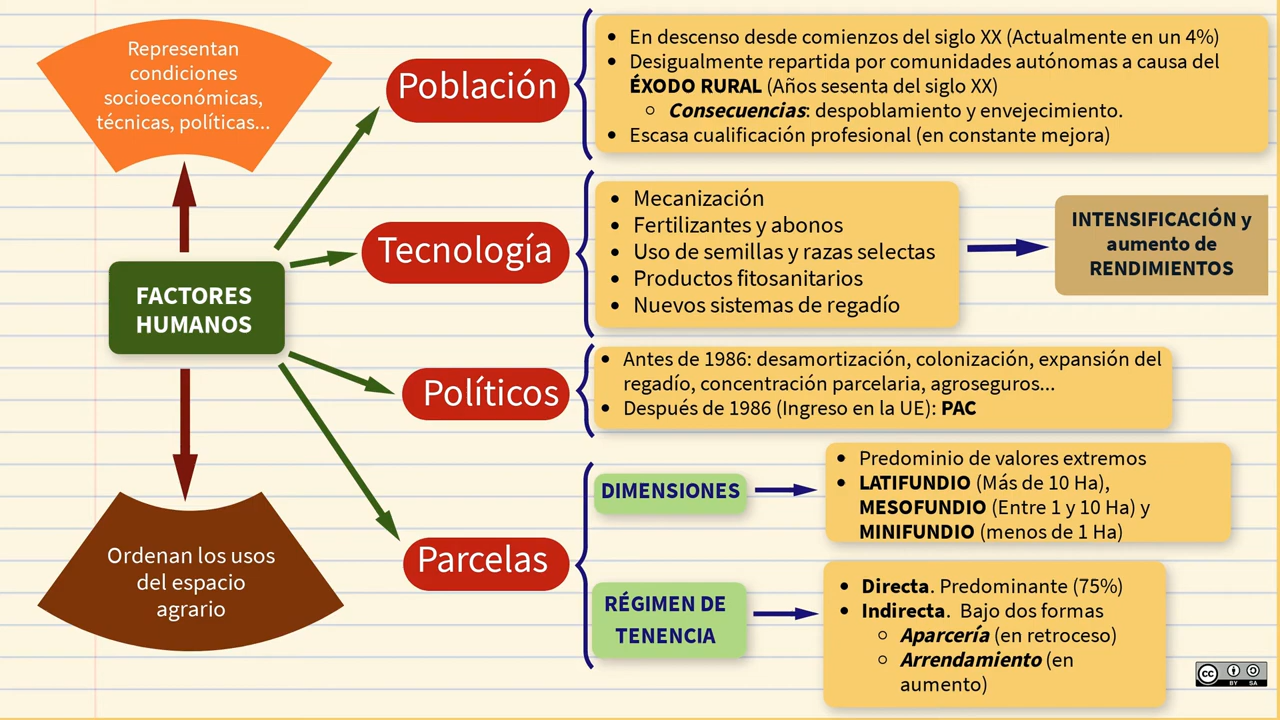 Representan
condiciones
socioeconómicas,
técnicas, políticas...
FACTORES
HUMANOS
Ordenan los usos
del espacio
agrario
Población
• En descenso desde comienzos del siglo XX (Actualmente en un 4%)
• Desigualmente repartida por comunidades autónomas a causa del
ÉXODO RURAL (Años sesenta del siglo XX)
○ Consecuencias: despoblamiento y envejecimiento.
• Escasa cualificación profesional (en constante mejora)
Tecnología
• Mecanización
• Fertilizantes y abonos
• Uso de semillas y razas selectas
• Productos fitosanitarios
• Nuevos sistemas de regadío
INTENSIFICACIÓN y
aumento de
RENDIMIENTOS
Políticos
• Antes de 1986: desamortización, colonización, expansión del
regadío, concentración parcelaria, agroseguros...
• Después de 1986 (Ingreso en la UE): PAC
Parcelas
DIMENSIONES
• Predominio de valores extremos
• LATIFUNDIO (Más de 10 Ha),
MESOFUNDIO (Entre 1 y 10 Ha) y
MINIFUNDIO (menos de 1 Ha)
RÉGIMEN DE
TENENCIA
• Directa. Predominante (75%)
• Indirecta. Bajo dos formas
○ Aparcería (en retroceso)
○ Arrendamiento (en
aumento)
cc
BY SA